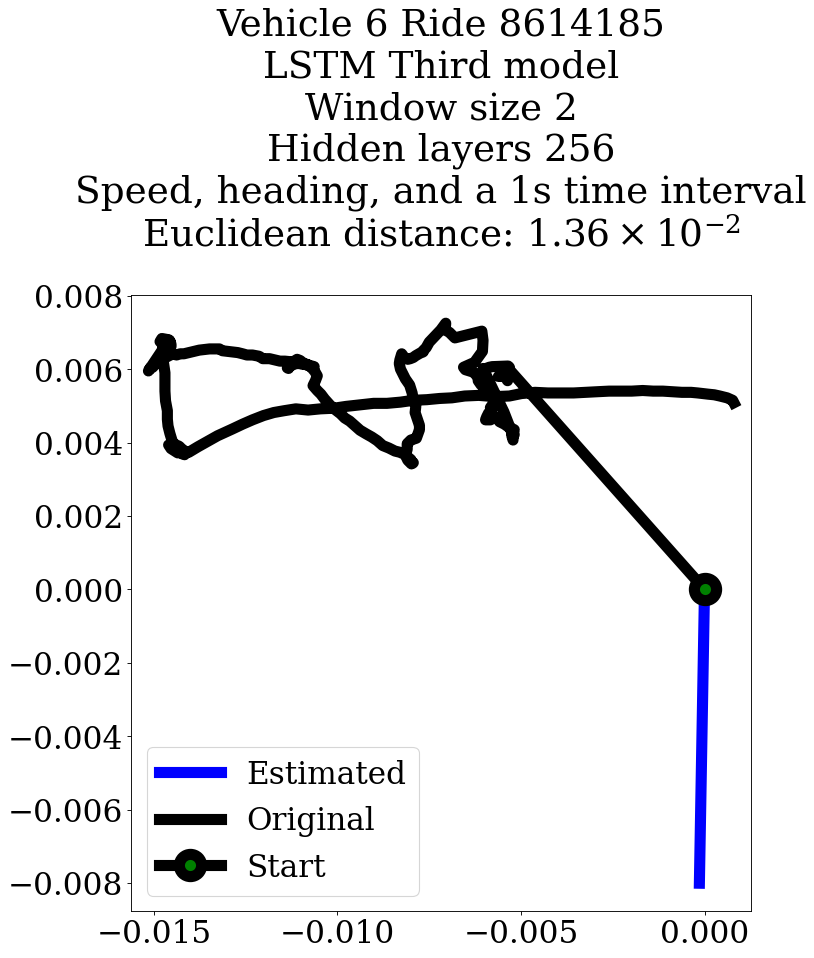 Vehicle 6 Ride 8614185
LSTM Third model
Window size 2
Hidden layers 256
Speed, heading, and a 1s time interval
Euclidean distance: 1.36 × 10⁻²
0.008
0.006
0.004
0.002
0.000
−0.002
−0.004
−0.006
−0.008
Estimated
Original
Start
−0.015 −0.010 −0.005 0.000